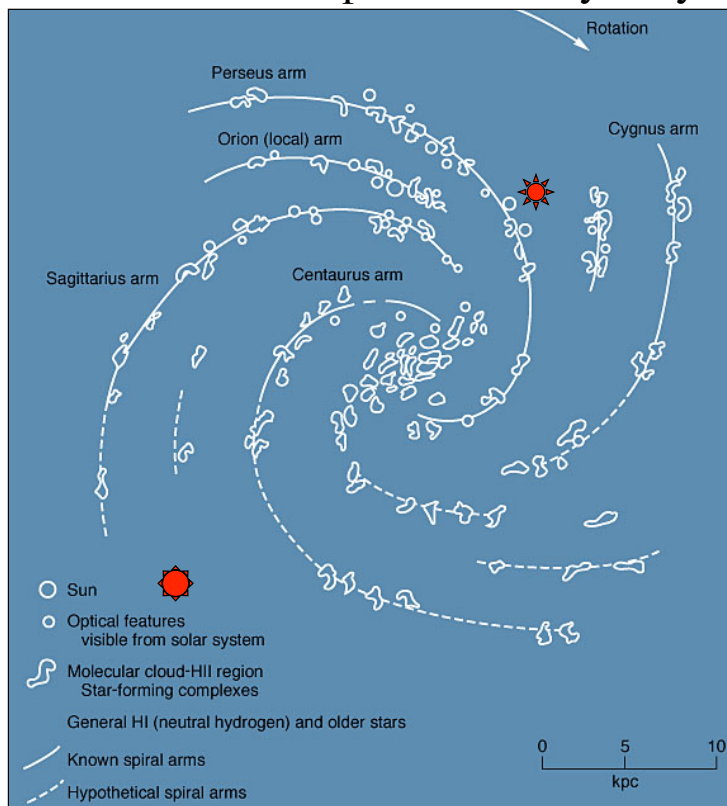 Rotation
Perseus arm
Orion (local) arm
Cygnus arm
Sagittarius arm
Centaurus arm
Sun
Optical features
visible from solar system
Molecular cloud-HII region
Star-forming complexes
General HI (neutral hydrogen) and older stars
Known spiral arms
Hypothetical spiral arms
0 5 10
kpc